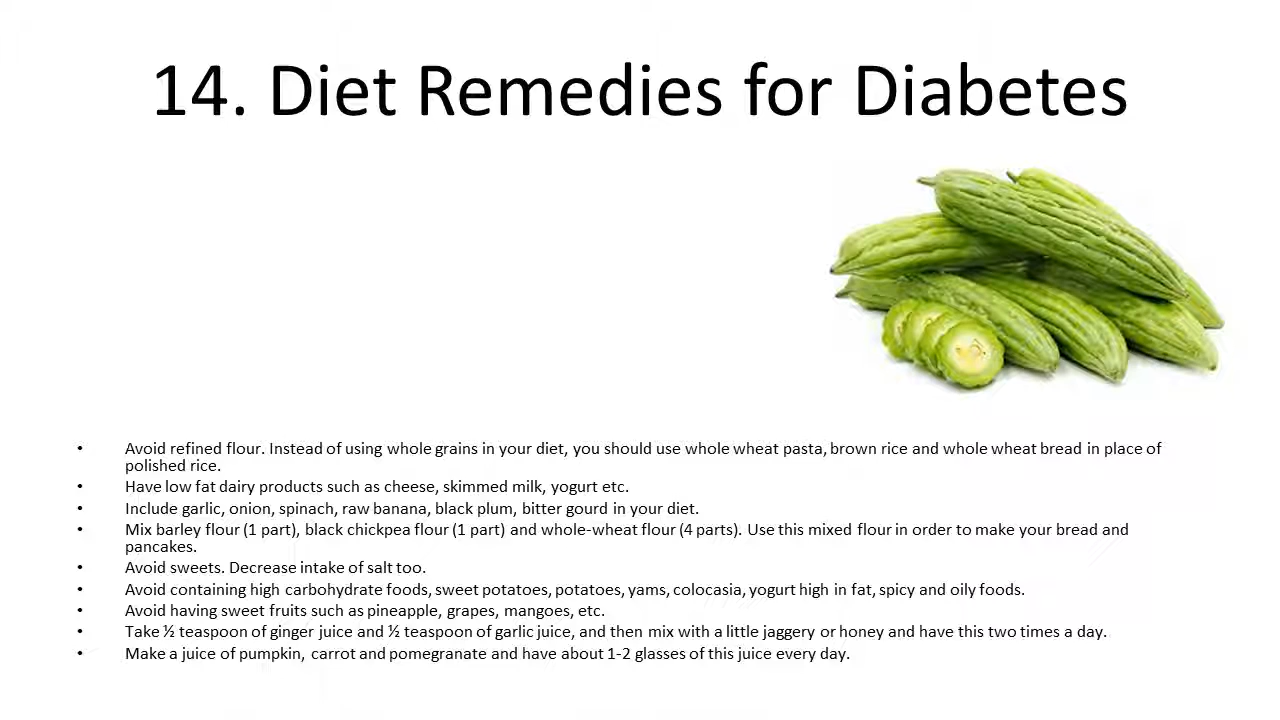 14. Diet Remedies for Diabetes
• Avoid refined flour. Instead of using whole grains in your diet, you should use whole wheat pasta, brown rice and whole wheat bread in place of
polished rice.
• Have low fat dairy products such as cheese, skimmed milk, yogurt etc.
• Include garlic, onion, spinach, raw banana, black plum, bitter gourd in your diet.
• Mix barley flour (1 part), black chickpea flour (1 part) and whole-wheat flour (4 parts). Use this mixed flour in order to make your bread and
pancakes.
• Avoid sweets. Decrease intake of salt too.
• Avoid containing high carbohydrate foods, sweet potatoes, potatoes, yams, colocasia, yogurt high in fat, spicy and oily foods.
• Avoid having sweet fruits such as pineapple, grapes, mangoes, etc.
• Take ½ teaspoon of ginger juice and ½ teaspoon of garlic juice, and then mix with a little jaggery or honey and have this two times a day.
• Make a juice of pumpkin, carrot and pomegranate and have about 1-2 glasses of this juice every day.